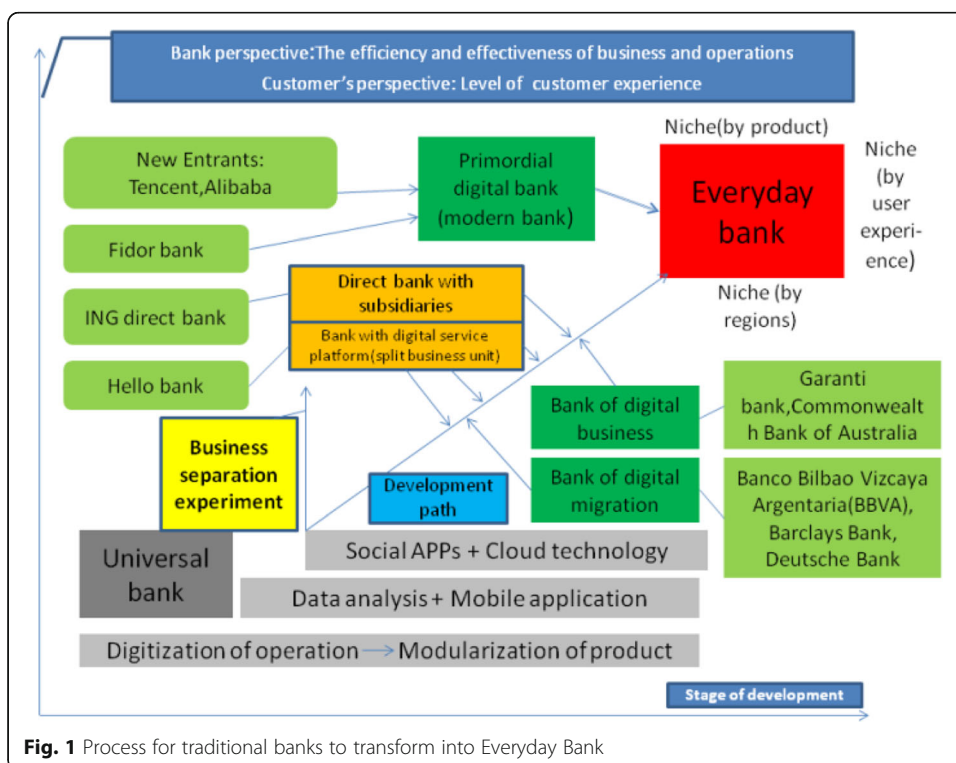 Bank perspective:The efficiency and effectiveness of business and operations
Customer's perspective: Level of customer experience
Niche(by product)
New Entrants:
Tencent,Alibaba
Primordial
digital bank
(modern bank)
Everyday
bank
Niche
(by
user
experi-
ence)
Fidor bank
Direct bank with
subsidiaries
Niche (by
regions)
ING direct bank
Bank with digital service
platform(split business unit)
Hello bank
Bank of digital
business
Garanti
bank,Commonwealt
h Bank of Australia
Business
separation
experiment
Development
path
Bank of digital
migration
Banco Bilbao Vizcaya
Argentaria(BBVA),
Barclays Bank,
Deutsche Bank
Universal
bank
Social APPs + Cloud technology
Data analysis + Mobile application
Digitization of operation → Modularization of product
Stage of development
Fig. 1 Process for traditional banks to transform into Everyday Bank